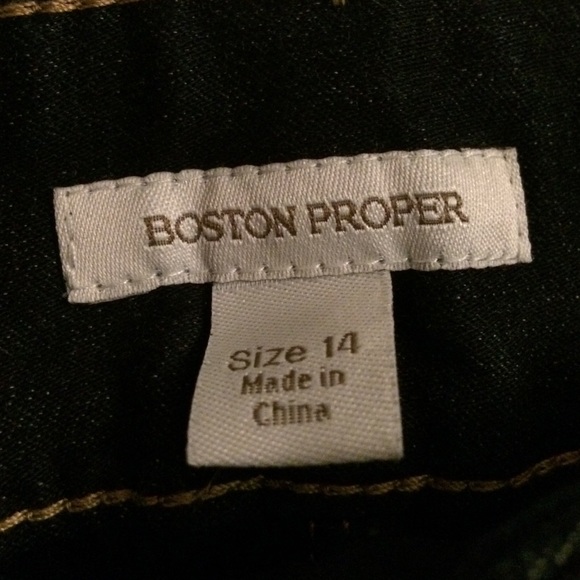 BOSTON PROPER
Size 14
Made in
China